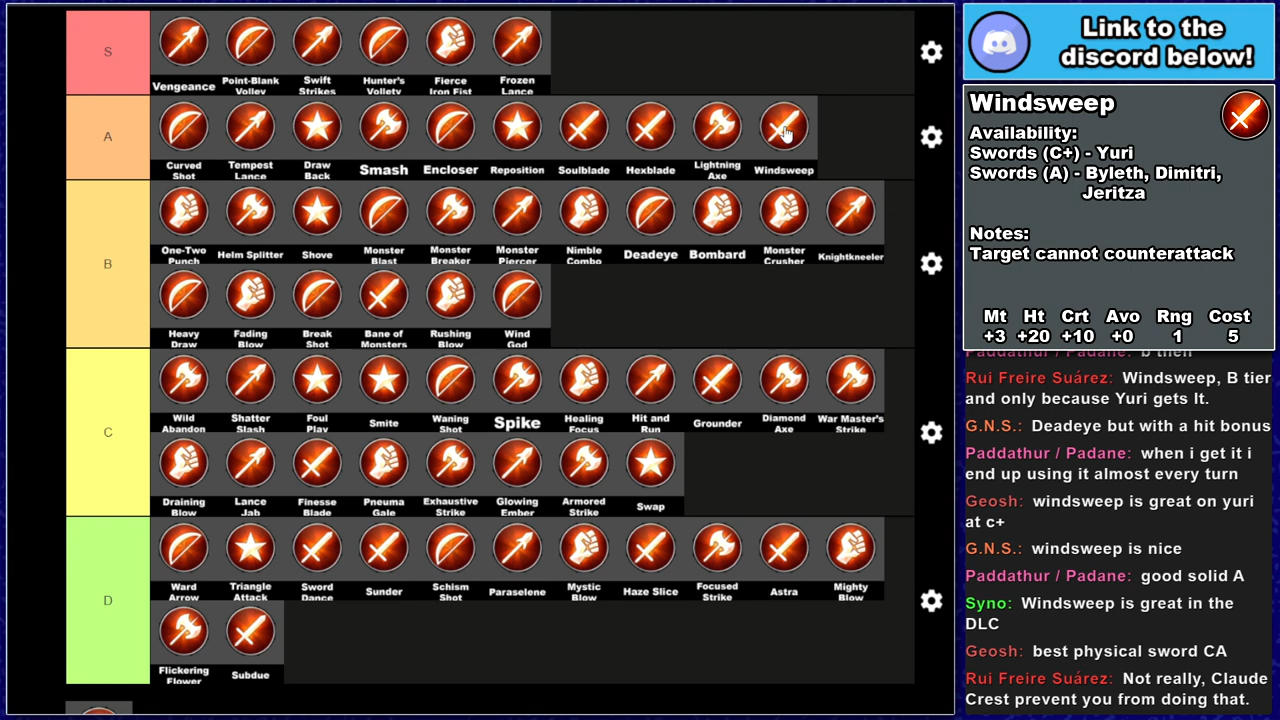 S
Vengeance
Point-Blank
Volley
Swift
Strikes
Hunter's
Volley
Fierce
Iron Fist
Frozen
Lance
A
Curved
Shot
Tempest
Lance
Draw
Back
Smash
Encloser
Reposition
Soulblade
Hexblade
Lightning
Axe
Windsweep
B
One-Two
Punch
Helm Splitter
Shove
Monster
Blast
Monster
Breaker
Monster
Piercer
Nimble
Combo
Deadeye
Bombard
Monster
Crusher
Knightkneeler
Heavy
Draw
Fading
Blow
Break
Shot
Bane of
Monsters
Rushing
Blow
Wind
God
C
Wild
Abandon
Shatter
Slash
Foul
Play
Smite
Waning
Shot
Spike
Healing
Focus
Hit and
Run
Grounder
Diamond
Axe
War Master's
Strike
Draining
Blow
Lance
Jab
Finesse
Blade
Pneuma
Gale
Exhaustive
Strike
Glowing
Ember
Armored
Strike
Swap
D
Ward
Arrow
Triangle
Attack
Sword
Dance
Sunder
Schism
Shot
Paraselene
Mystic
Blow
Haze Slice
Focused
Strike
Astra
Mighty
Blow
Flickering
Flower
Subdue
Link to the
discord below!
Windsweep
Availability:
Swords (C+) - Yuri
Swords (A) - Byleth, Dimitri,
Jeritza
Notes:
Target cannot counterattack
Mt Ht Crt Avo Rng Cost
+3 +20 +10 +0 1 5
Paddathur / Padane: b then
Rui Freire Suárez: Windsweep, B tier
and only because Yuri gets It.
G.N.S.: Deadeye but with a hit bonus
Paddathur / Padane: when i get it i
end up using it almost every turn
Geosh: windsweep is great on yuri
at c+
G.N.S.: windsweep is nice
Paddathur / Padane: good solid A
Syno: Windsweep is great in the
DLC
Geosh: best physical sword CA
Rui Freire Suárez: Not really, Claude
Crest prevent you from doing that.